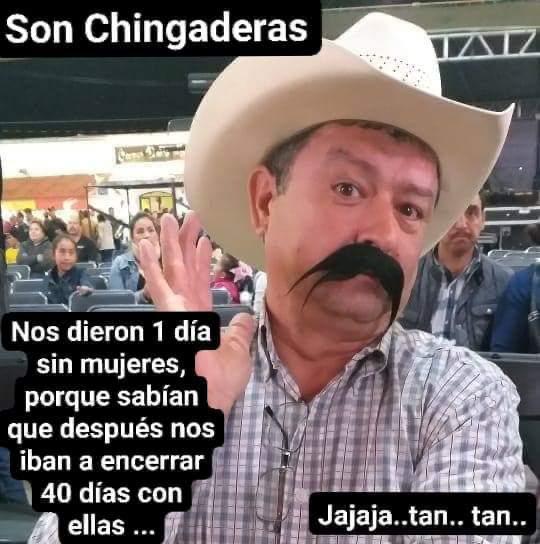 Son Chingaderas
Nos dieron 1 día
sin mujeres,
porque sabían
que después nos
iban a encerrar
40 días con
ellas ...
Jajaja..tan.. tan..